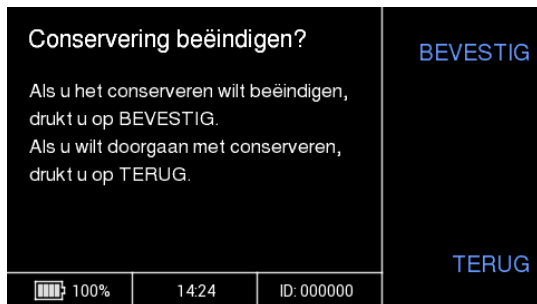 Conservering beëindigen?
BEVESTIG
Als u het conserveren wilt beëindigen,
drukt u op BEVESTIG.
Als u wilt doorgaan met conserveren,
drukt u op TERUG.
TERUG
100% 14:24 ID: 000000